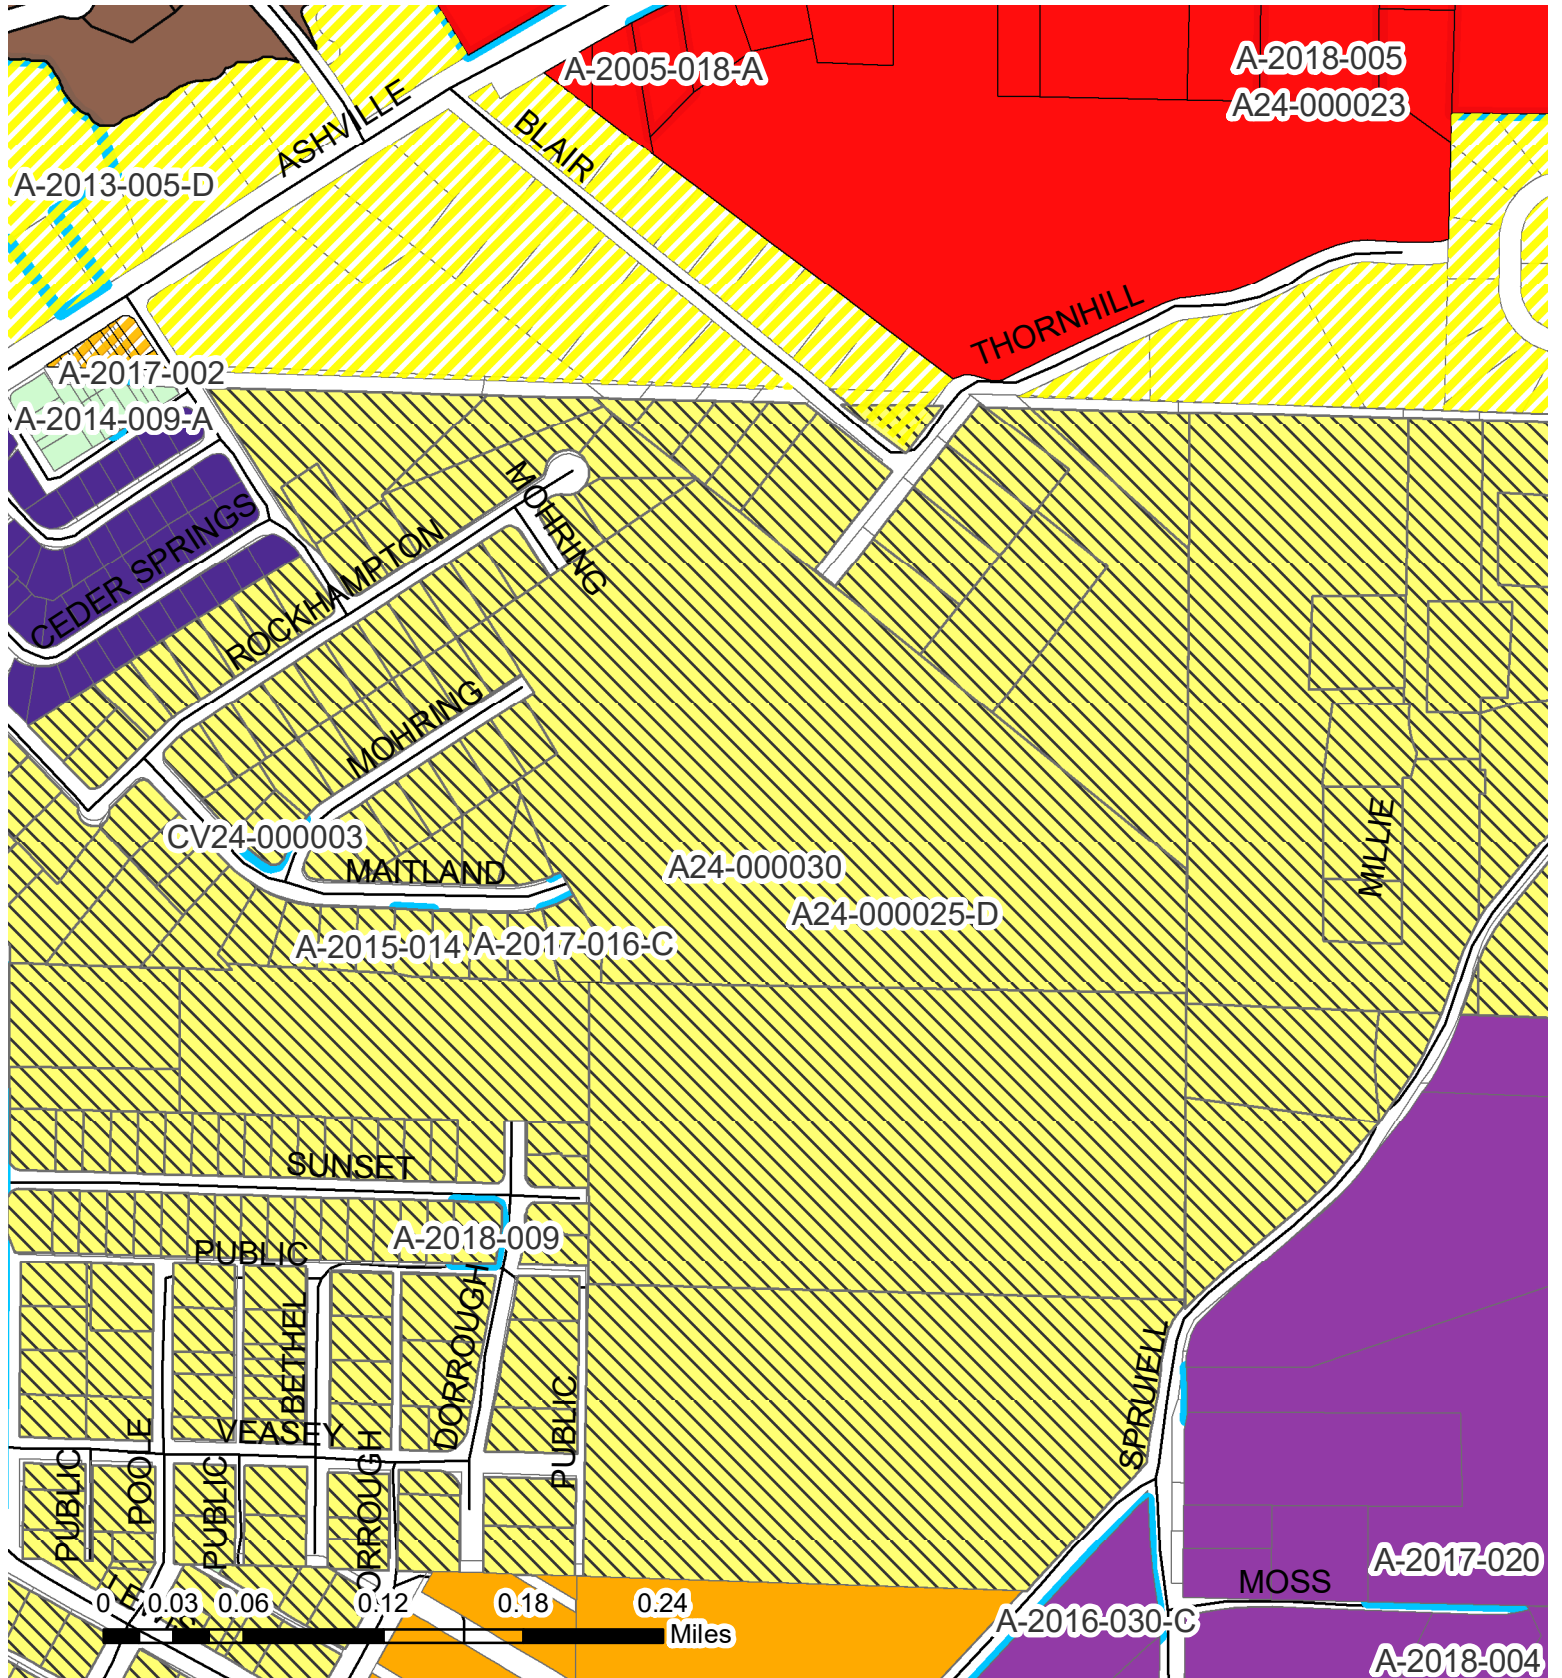 A-2005-018-A
A-2018-005
A24-000023
ASHVILLE
BLAIR
A-2013-005-D
THORNHILL
A-2017-002
A-2014-009-A
MOHRING
CEDER SPRINGS
ROCKHAMPTON
MOHRING
CV24-000003
MAITLAND
A24-000030
MILLIE
A24-000025-D
A-2015-014
A-2017-016-C
SUNSET
A-2018-009
PUBLIC
BETHEL
DORROUGH
SPRUIELL
VEASEY
PUBLIC
PUBLIC
POOLE
PUBLIC
ORROUGH
A-2017-020
MOSS
0 0.03 0.06 0.12 0.18 0.24
Miles
A-2016-030-C
A-2018-004